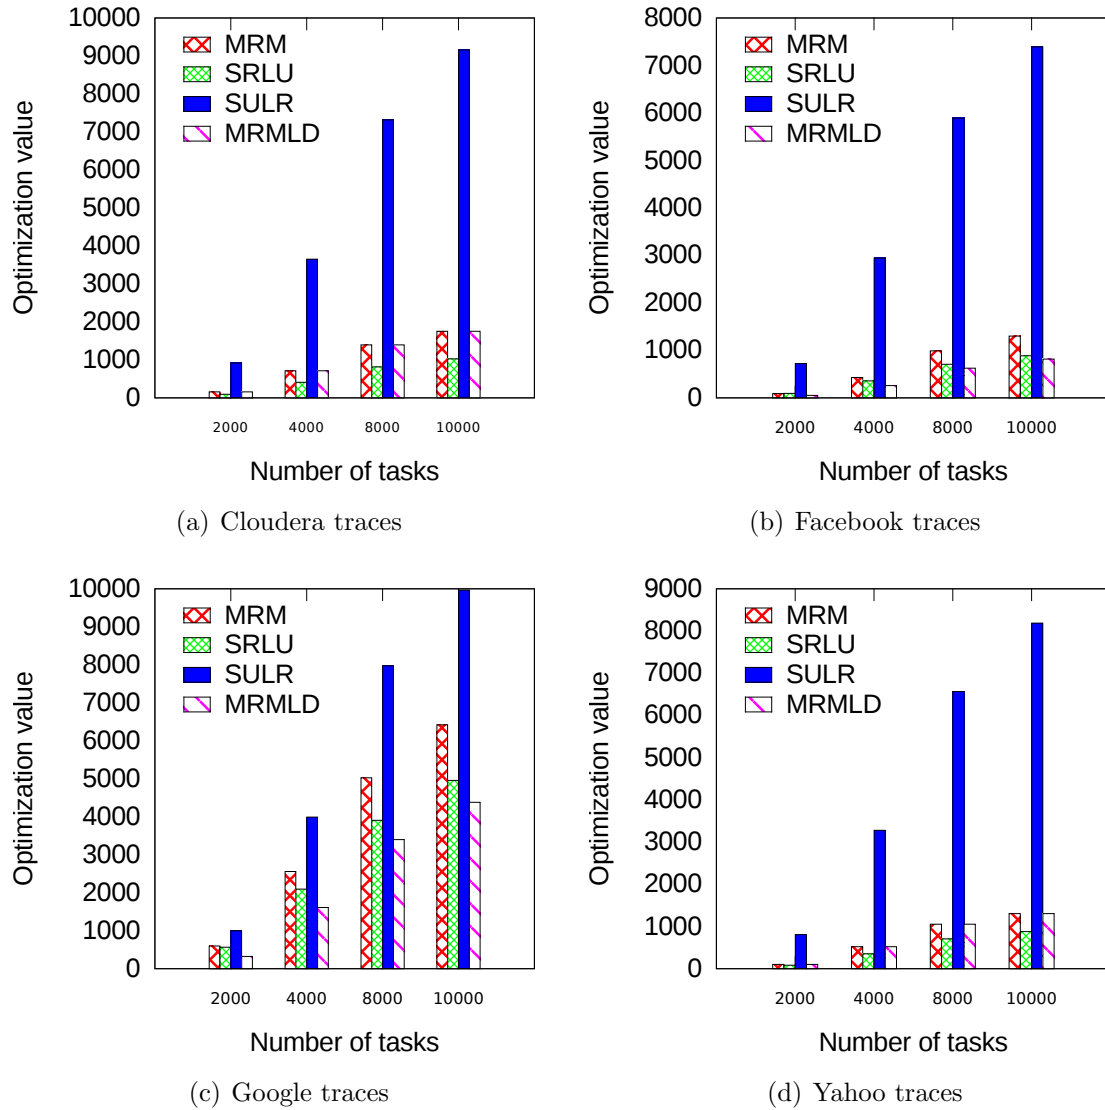 10000
9000
8000
7000
6000
5000
4000
3000
2000
1000
0
Optimization value
MRM
SRLU
SULR
MRMLD
2000 4000 8000 10000
Number of tasks
(a) Cloudera traces
8000
7000
6000
5000
4000
3000
2000
1000
0
Optimization value
MRM
SRLU
SULR
MRMLD
2000 4000 8000 10000
Number of tasks
(b) Facebook traces
10000
9000
8000
7000
6000
5000
4000
3000
2000
1000
0
Optimization value
MRM
SRLU
SULR
MRMLD
2000 4000 8000 10000
Number of tasks
(c) Google traces
9000
8000
7000
6000
5000
4000
3000
2000
1000
0
Optimization value
MRM
SRLU
SULR
MRMLD
2000 4000 8000 10000
Number of tasks
(d) Yahoo traces